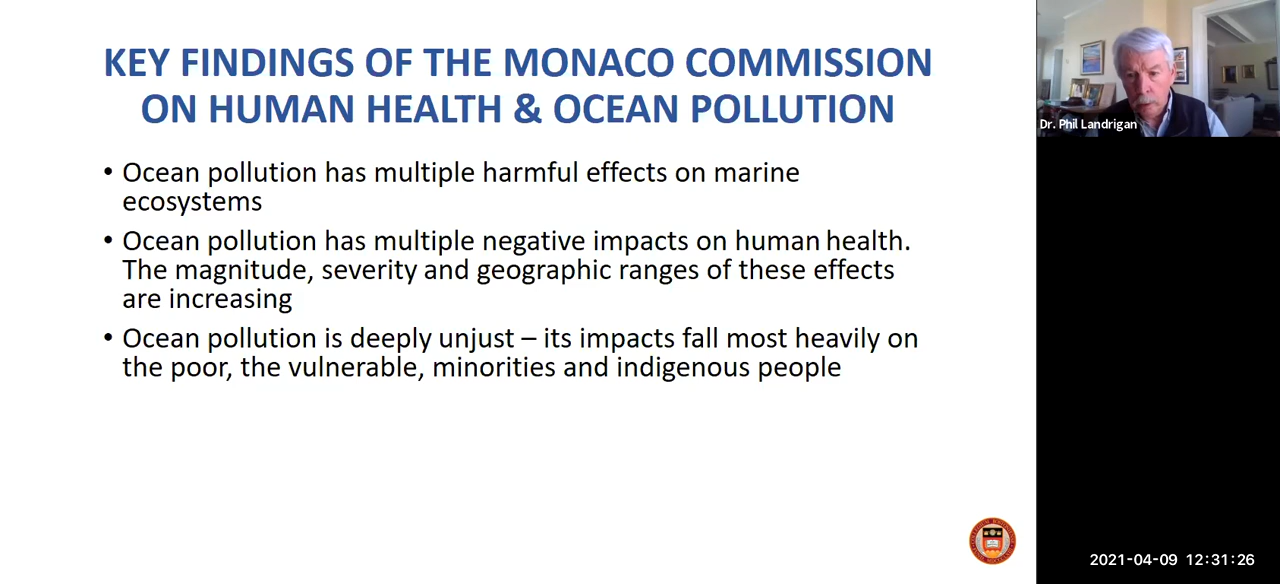 KEY FINDINGS OF THE MONACO COMMISSION
ON HUMAN HEALTH & OCEAN POLLUTION
• Ocean pollution has multiple harmful effects on marine
ecosystems
• Ocean pollution has multiple negative impacts on human health.
The magnitude, severity and geographic ranges of these effects
are increasing
• Ocean pollution is deeply unjust – its impacts fall most heavily on
the poor, the vulnerable, minorities and indigenous people
Dr. Phil Landrigan
2021-04-09 12:31:26